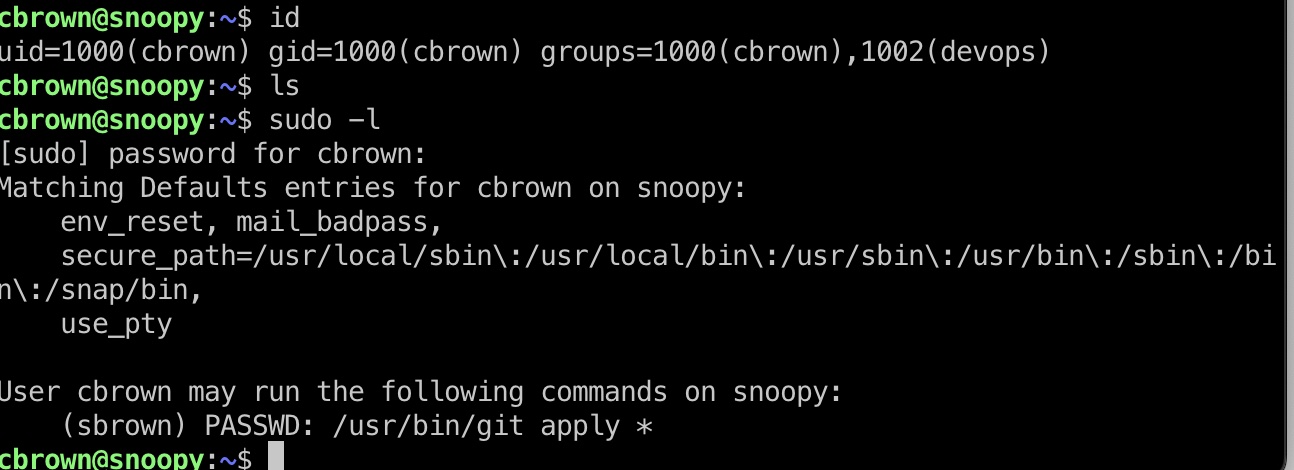 cbrown@snoopy:~$ id
uid=1000(cbrown) gid=1000(cbrown) groups=1000(cbrown),1002(devops)
cbrown@snoopy:~$ ls
cbrown@snoopy:~$ sudo -l
[sudo] password for cbrown:
Matching Defaults entries for cbrown on snoopy:
    env_reset, mail_badpass,
    secure_path=/usr/local/sbin\:/usr/local/bin\:/usr/sbin\:/usr/bin\:/sbin\:/bi
n\:/snap/bin,
    use_pty

User cbrown may run the following commands on snoopy:
    (sbrown) PASSWD: /usr/bin/git apply *
cbrown@snoopy:~$